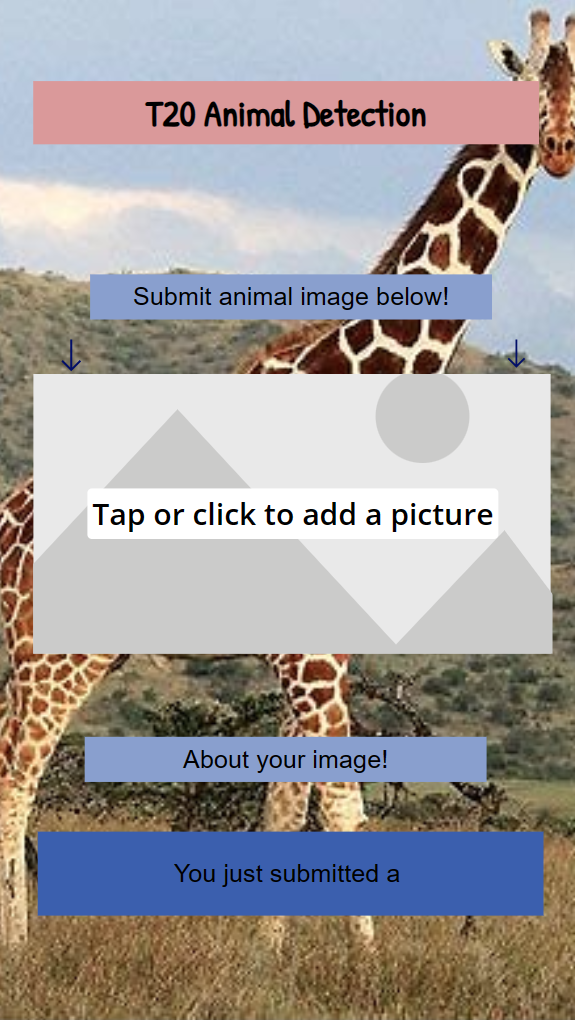 T20 Animal Detection
Submit animal image below!
Tap or click to add a picture
About your image!
You just submitted a